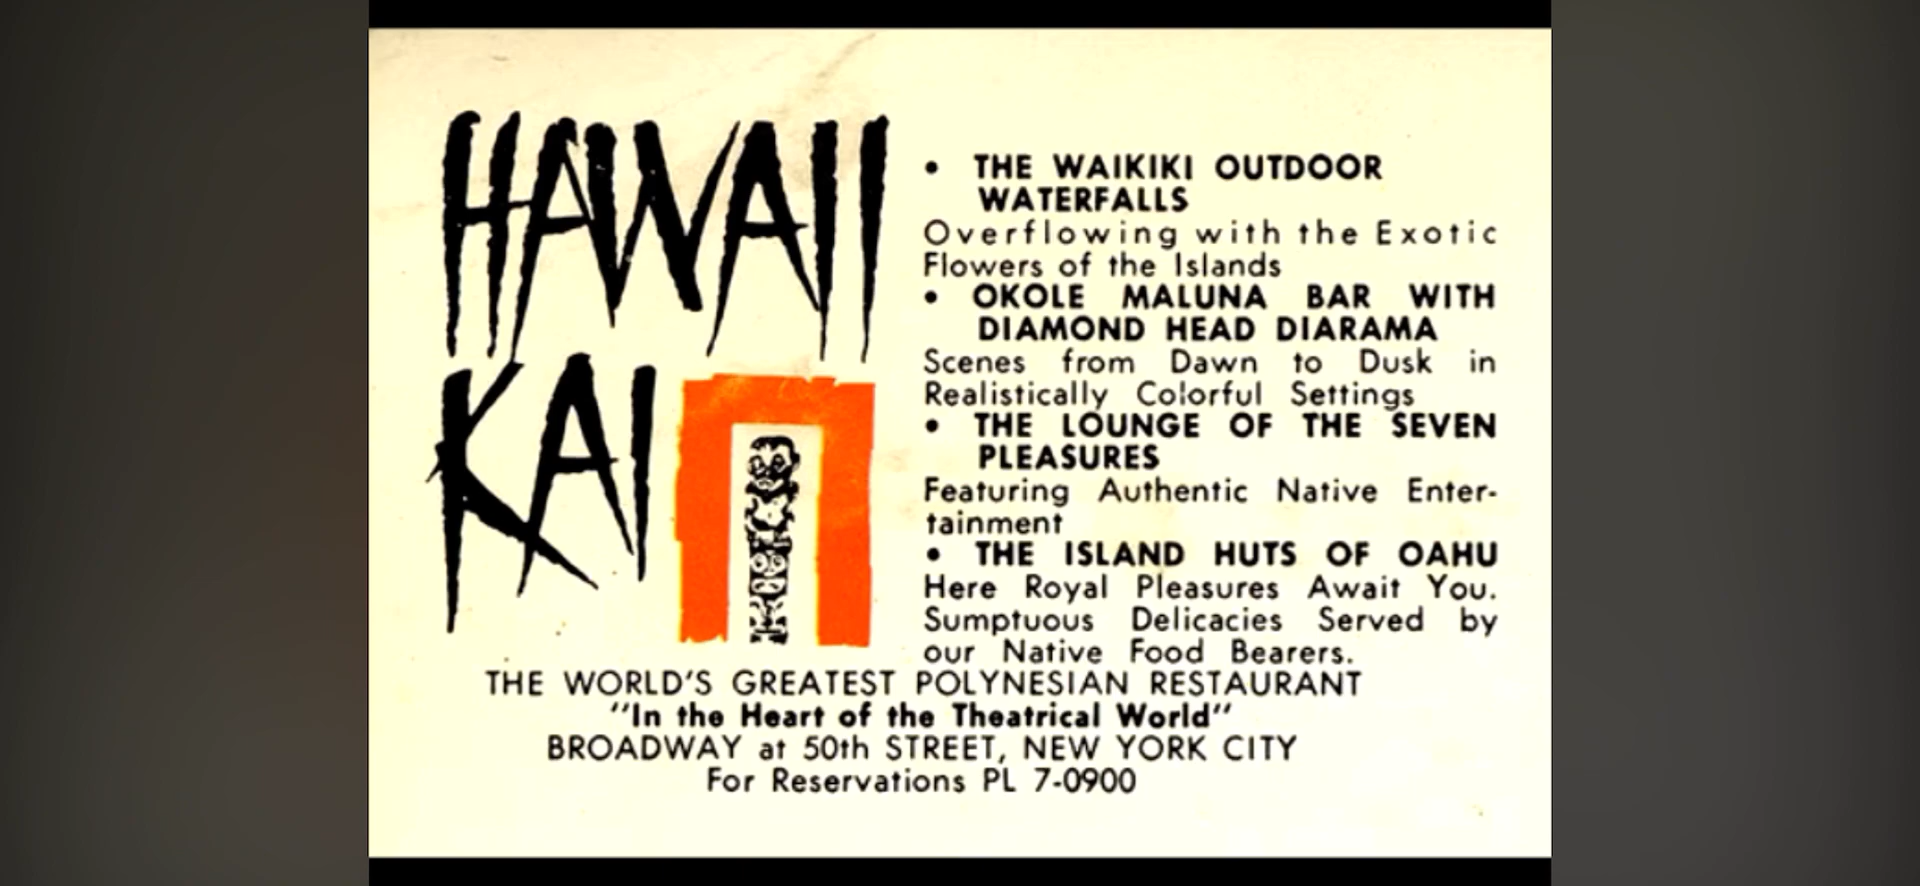 HAWAII
KAI
• THE WAIKIKI OUTDOOR
WATERFALLS
Overflowing with the Exotic
Flowers of the Islands
• OKOLE MALUNA BAR WITH
DIAMOND HEAD DIARAMA
Scenes from Dawn to Dusk in
Realistically Colorful Settings
• THE LOUNGE OF THE SEVEN
PLEASURES
Featuring Authentic Native Enter-
tainment
• THE ISLAND HUTS OF OAHU
Here Royal Pleasures Await You.
Sumptuous Delicacies Served by
our Native Food Bearers.
THE WORLD'S GREATEST POLYNESIAN RESTAURANT
"In the Heart of the Theatrical World"
BROADWAY at 50th STREET, NEW YORK CITY
For Reservations PL 7-0900